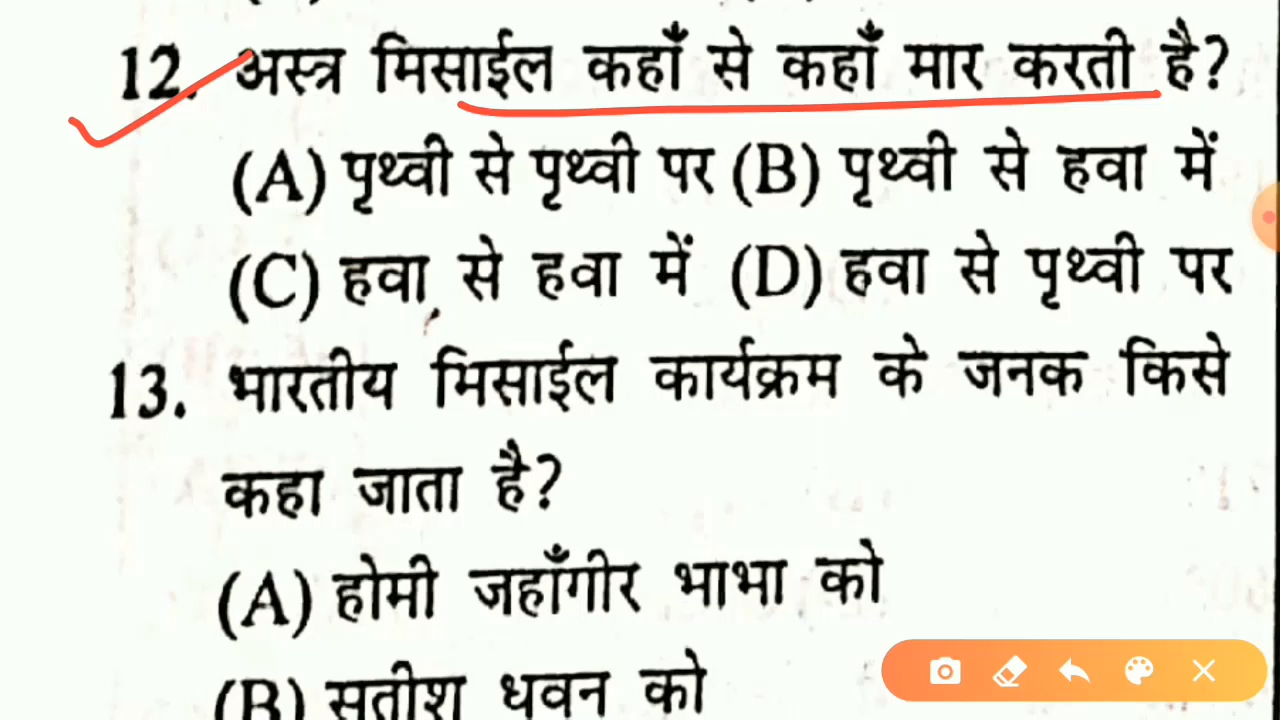 12. अस्त्र मिसाईल कहाँ से कहाँ मार करती है?
(A) पृथ्वी से पृथ्वी पर (B) पृथ्वी से हवा में
(C) हवा से हवा में (D) हवा से पृथ्वी पर
13. भारतीय मिसाईल कार्यक्रम के जनक किसे
कहा जाता है?
(A) होमी जहाँगीर भाभा को
(B) सतीश धवन को